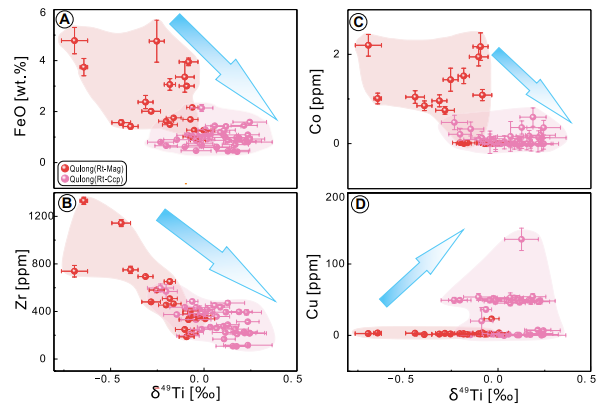 A
6
4
2
0
FeO [wt.%]
Qulong(Rt-Mag)
Qulong(Rt-Ccp)
C
2
1
0
Co [ppm]
B
1200
800
400
0
Zr [ppm]
−0.5
0.0
0.5
δ⁴⁹Ti [‰]
D
200
100
0
Cu [ppm]
−0.5
0.0
0.5
δ⁴⁹Ti [‰]